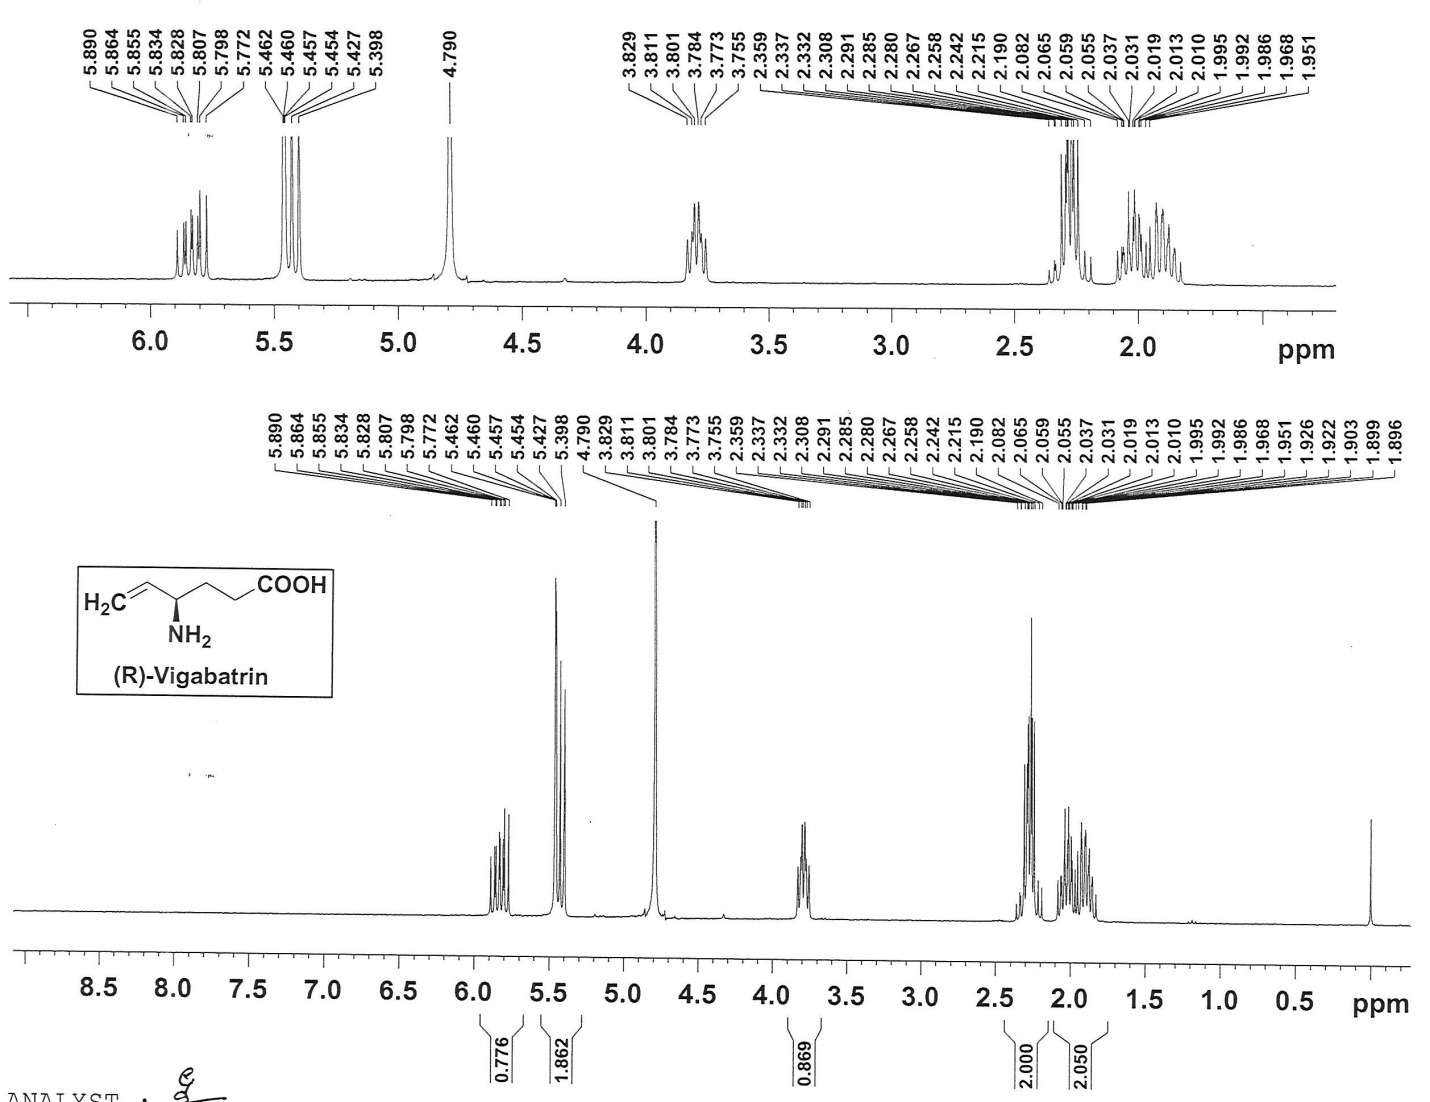 5.890 5.864 5.855 5.834 5.828 5.807 5.798 5.772 5.462 5.460 5.457 5.454 5.427 5.398 4.790 3.829 3.811 3.801 3.784 3.773 3.755 2.359 2.337 2.332 2.308 2.291 2.285 2.280 2.267 2.258 2.242 2.215 2.190 2.082 2.065 2.059 2.055 2.037 2.031 2.019 2.013 2.010 1.995 1.992 1.986 1.968 1.951
6.0 5.5 5.0 4.5 4.0 3.5 3.0 2.5 2.0 ppm
5.890 5.864 5.855 5.834 5.828 5.807 5.798 5.772 5.462 5.460 5.457 5.454 5.427 5.398 4.790 3.829 3.811 3.801 3.784 3.773 3.755 2.359 2.337 2.332 2.308 2.291 2.285 2.280 2.267 2.258 2.242 2.215 2.190 2.082 2.065 2.059 2.055 2.037 2.031 2.019 2.013 2.010 1.995 1.992 1.986 1.968 1.951 1.926 1.922 1.903 1.899 1.896
COOH
H₂C
NH₂
(R)-Vigabatrin
8.5 8.0 7.5 7.0 6.5 6.0 5.5 5.0 4.5 4.0 3.5 3.0 2.5 2.0 1.5 1.0 0.5 ppm
0.776 1.862 0.869 2.000 2.050
ANALYST :